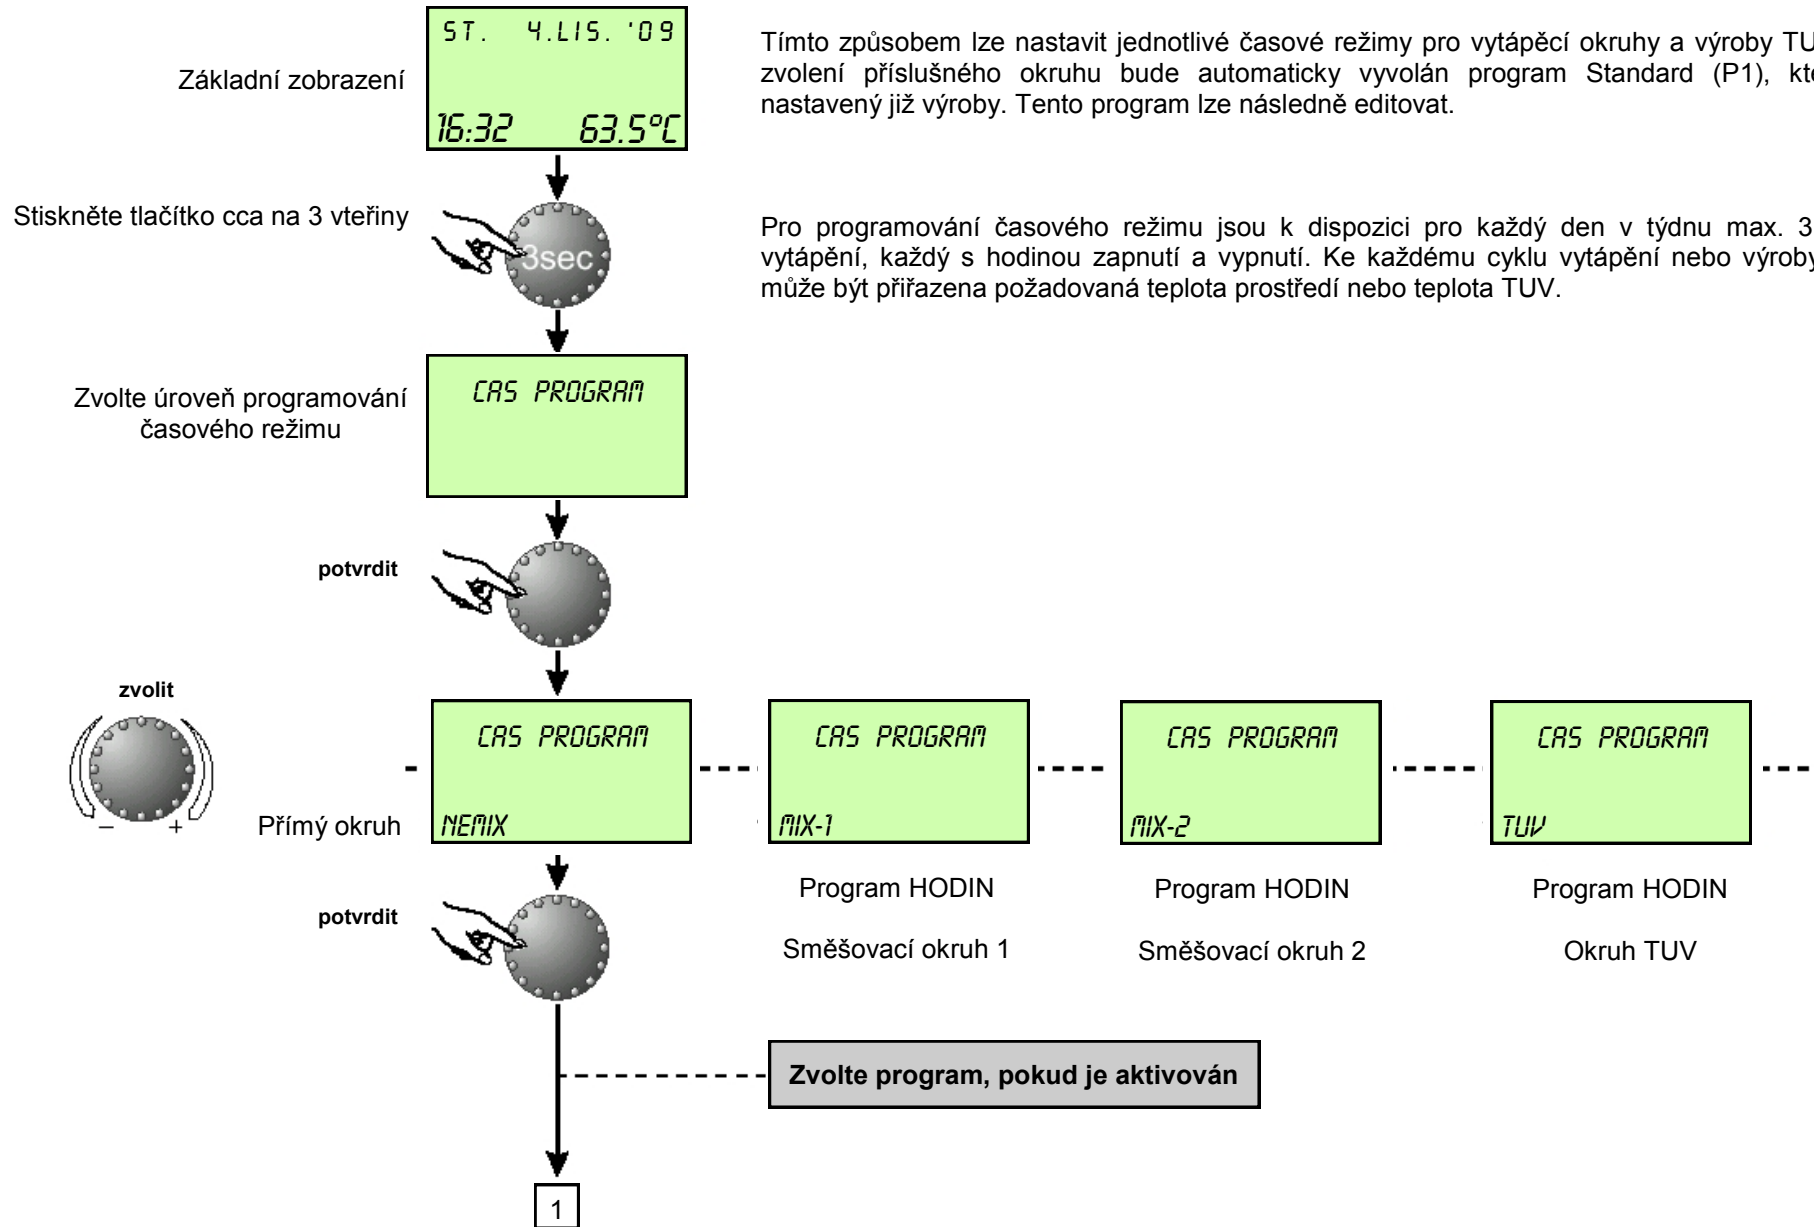 ST. 4.LIS. '09
Základní zobrazení
16:32 63.5°C
Tímto způsobem lze nastavit jednotlivé časové režimy pro vytápěcí okruhy a výroby
zvolení příslušného okruhu bude automaticky vyvolán program Standard (P1),
nastavený již výroby. Tento program lze následně editovat.
Stiskněte tlačítko cca na 3 vteřiny
3sec
Pro programování časového režimu jsou k dispozici pro každý den v týdnu max. 3
vytápění, každý s hodinou zapnutí a vypnutí. Ke každému cyklu vytápění nebo výroby
může být přiřazena požadovaná teplota prostředí nebo teplota TUV.
Zvolte úroveň programování
časového režimu
CAS PROGRAM
potvrdit
zvolit
– +
Přímý okruh
CAS PROGRAM
NEMIX
CAS PROGRAM
MIX-1
CAS PROGRAM
MIX-2
CAS PROGRAM
TUV
potvrdit
Program HODIN
Směšovací okruh 1
Program HODIN
Směšovací okruh 2
Program HODIN
Okruh TUV
Zvolte program, pokud je aktivován
1